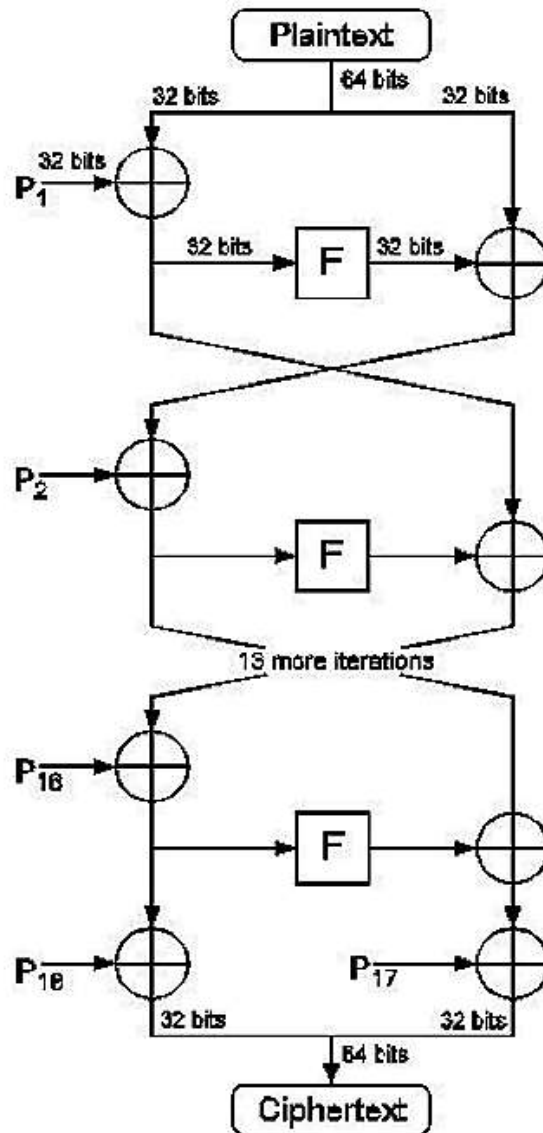 Plaintext
64 bits
32 bits 32 bits
32 bits
P1
32 bits F 32 bits
P2
F
13 more iterations
P16
F
P18 P17
32 bits 32 bits
64 bits
Ciphertext